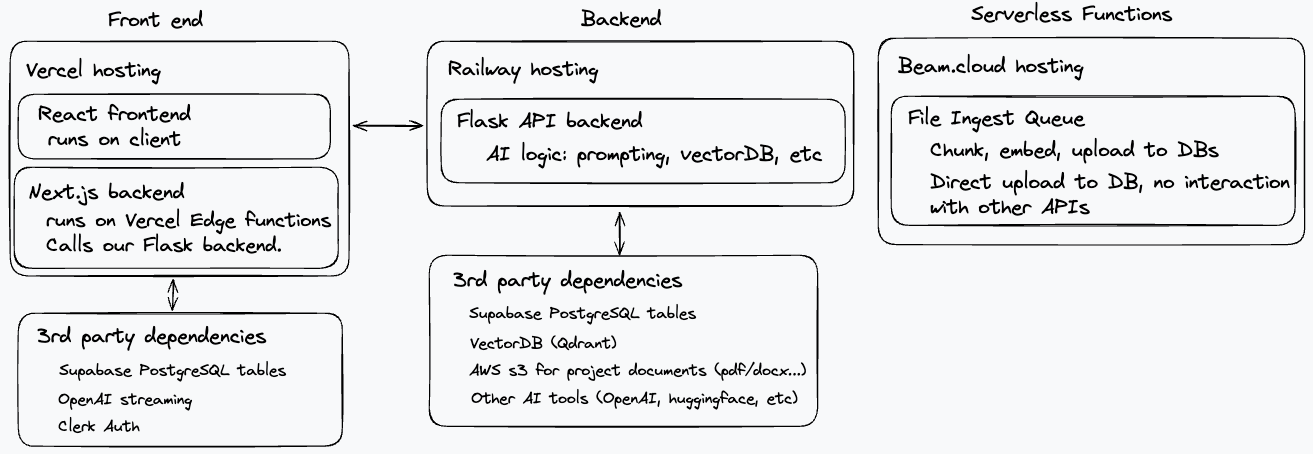 Front end
Vercel hosting
React frontend
runs on client
Next.js backend
runs on Vercel Edge functions
Calls our Flask backend.
3rd party dependencies
Supabase PostgreSQL tables
OpenAI streaming
Clerk Auth
Backend
Railway hosting
Flask API backend
AI logic: prompting, vectorDB, etc
3rd party dependencies
Supabase PostgreSQL tables
VectorDB (Qdrant)
AWS s3 for project documents (pdf/docx...)
Other AI tools (OpenAI, huggingface, etc)
Serverless Functions
Beam.cloud hosting
File Ingest Queue
Chunk, embed, upload to DBs
Direct upload to DB, no interaction
with other APIs